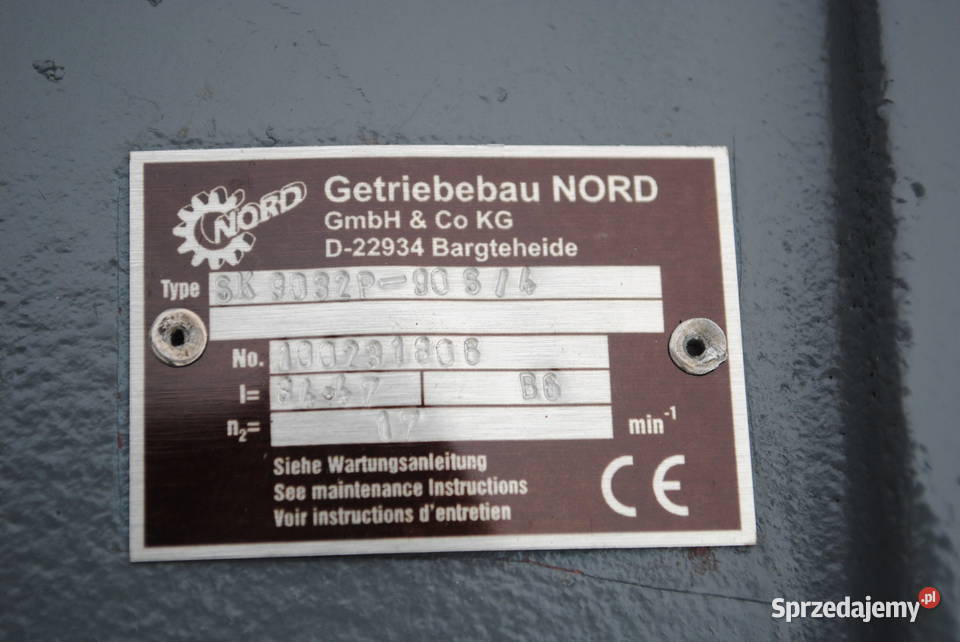 NORD
Getriebebau NORD
GmbH & Co KG
D-22934 Bargteheide
Type SK 9032P-90 S/4
No.
I= B6
n₂= 17 min⁻¹
Siehe Wartungsanleitung
See maintenance Instructions
Voir instructions d'entretien
CE
Sprzedajemy.pl